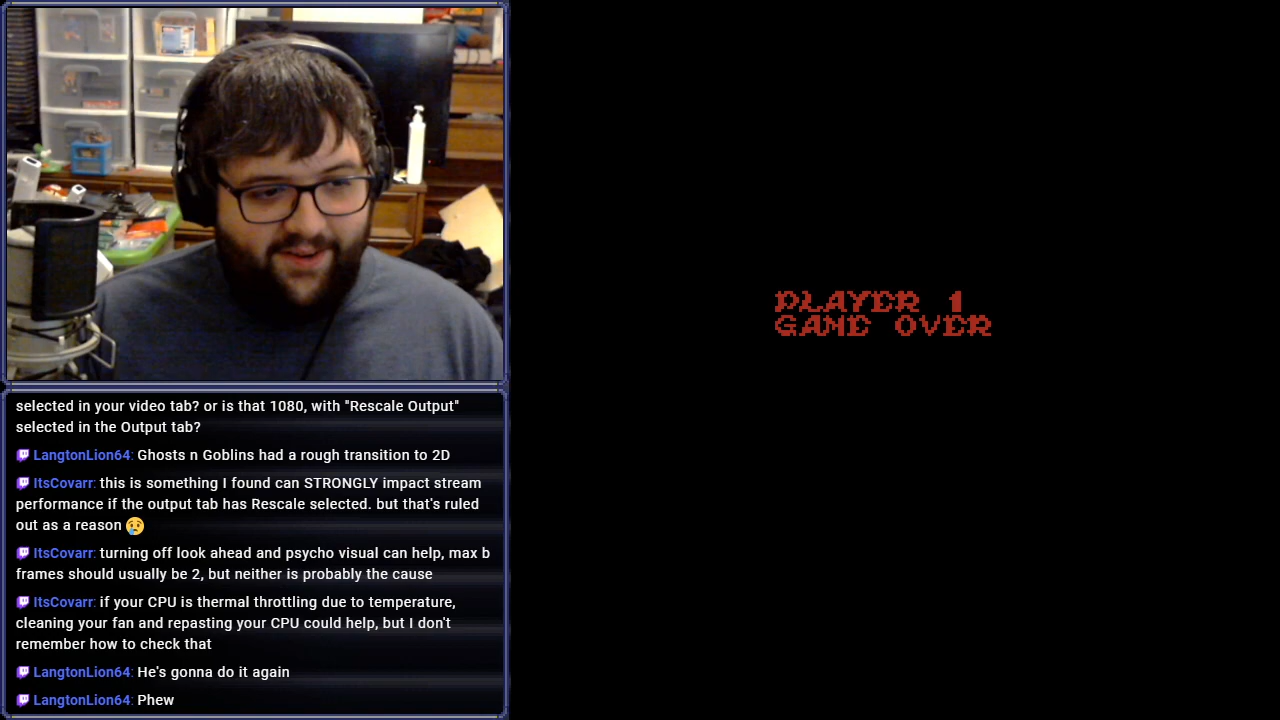 selected in your video tab? or is that 1080, with "Rescale Output"
selected in the Output tab?
LangtonLion64: Ghosts n Goblins had a rough transition to 2D
ItsCovarr: this is something I found can STRONGLY impact stream
performance if the output tab has Rescale selected. but that's ruled
out as a reason 😢
ItsCovarr: turning off look ahead and psycho visual can help, max b
frames should usually be 2, but neither is probably the cause
ItsCovarr: if your CPU is thermal throttling due to temperature,
cleaning your fan and repasting your CPU could help, but I don't
remember how to check that
LangtonLion64: He's gonna do it again
LangtonLion64: Phew
PLAYER 1
GAME OVER